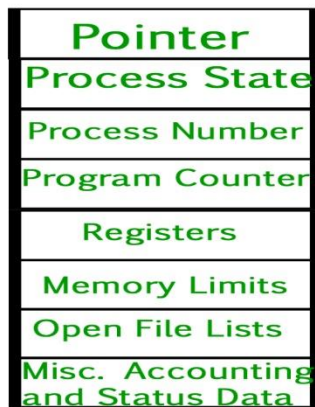 Pointer
Process State
Process Number
Program Counter
Registers
Memory Limits
Open File Lists
Misc. Accounting
and Status Data